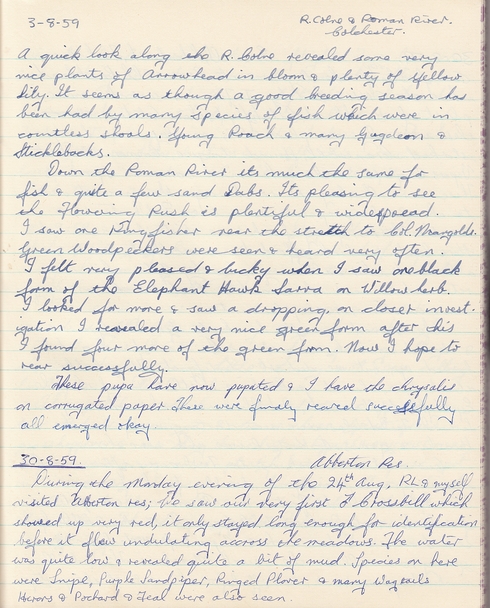 3-8-59 R. Colne & Roman River.
Colchester.
A quick look along the R. Colne revealed some very
nice plants of Arrowhead in bloom & plenty of Yellow
Lily. It seems as though a good breeding season has
been had by many species of fish which were in
countless shoals. Young Roach & many Gudgeon &
Sticklebacks.
Down the Roman River its much the same for
fish & quite a few sand Dabs. Its pleasing to see
the Flowering Rush is plentiful & widespread.
I saw one Kingfisher near the stretch to Col. Mangolds.
Green Woodpeckers were seen & heard very often.
I felt very pleased & lucky when I saw one black
form of the Elephant Hawk Larva on Willow herb.
I looked for more & saw a dropping, on closer invest-
igation I revealed a very nice green form after this
I found four more of the green form. Now I hope to
rear successfully.
These pupa have now pupated & I have the chrysalis
on corrugated paper These were finaly reared successfully
all emerged okay.
30-8-59. Abberton Res.
During the Monday evening of the 24th Aug, RL & myself
visited Abberton res; We saw our very first Crossbill which
showed up very red, it only stayed long enough for identification
before it flew undulating accross the meadows. The water
was quite low & revealed quite a bit of mud. Species on here
were Snipe, Purple Sandpiper, Ringed Plover & many Wagtails
Herons & Pochard & Teal were also seen.